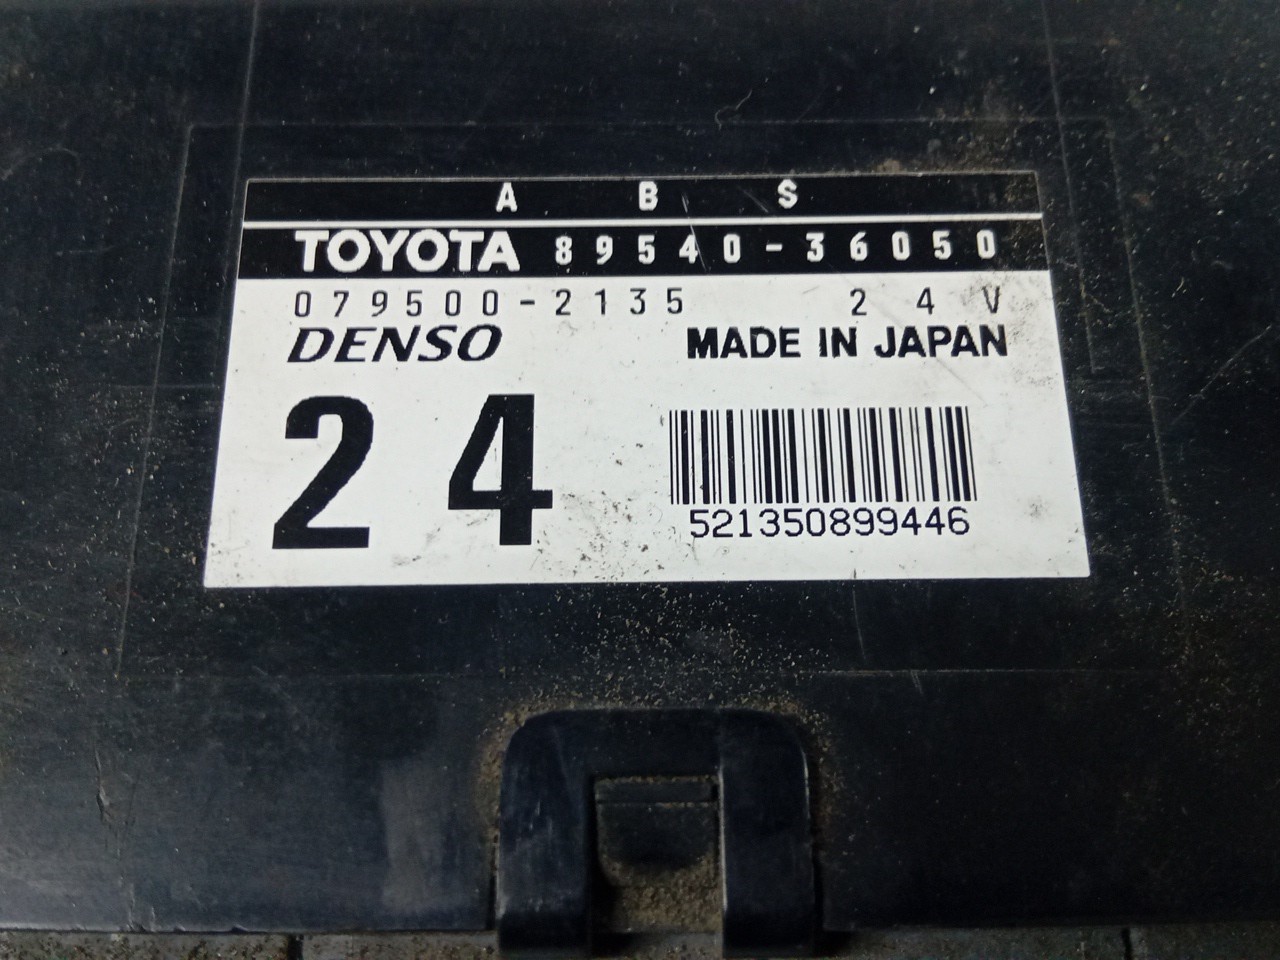 A B S
TOYOTA 89540-36050
079500-2135 24V
DENSO MADE IN JAPAN
24
521350899446